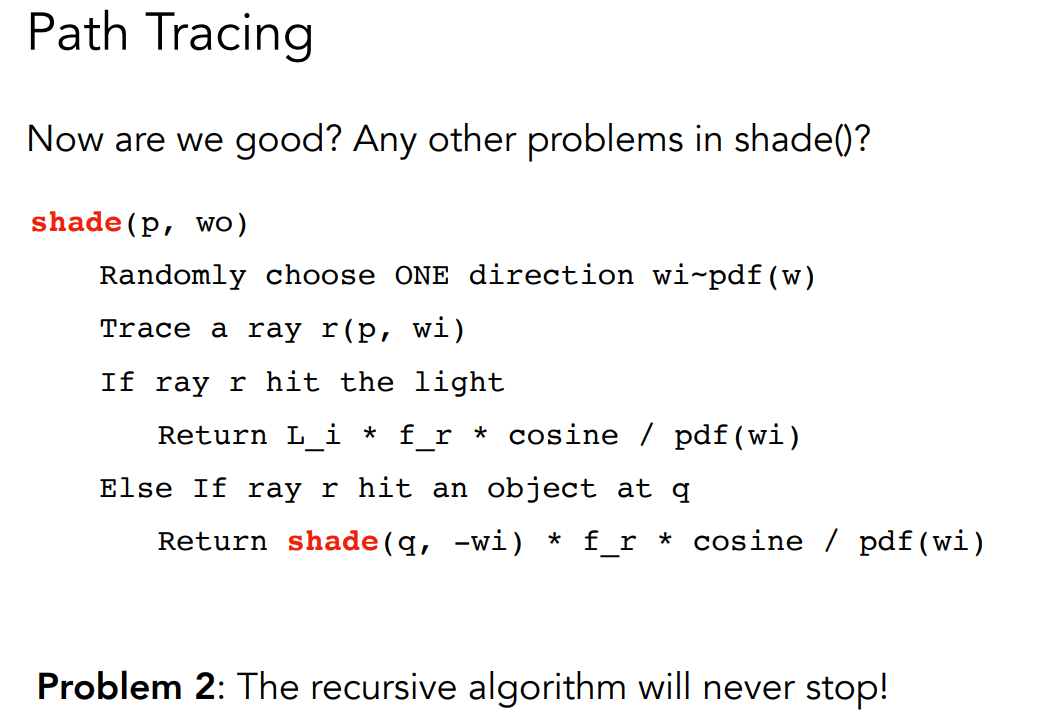 Path Tracing
Now are we good? Any other problems in shade()?
shade(p, wo)
Randomly choose ONE direction wi~pdf(w)
Trace a ray r(p, wi)
If ray r hit the light
Return L_i * f_r * cosine / pdf(wi)
Else If ray r hit an object at q
Return shade(q, -wi) * f_r * cosine / pdf(wi)
Problem 2: The recursive algorithm will never stop!